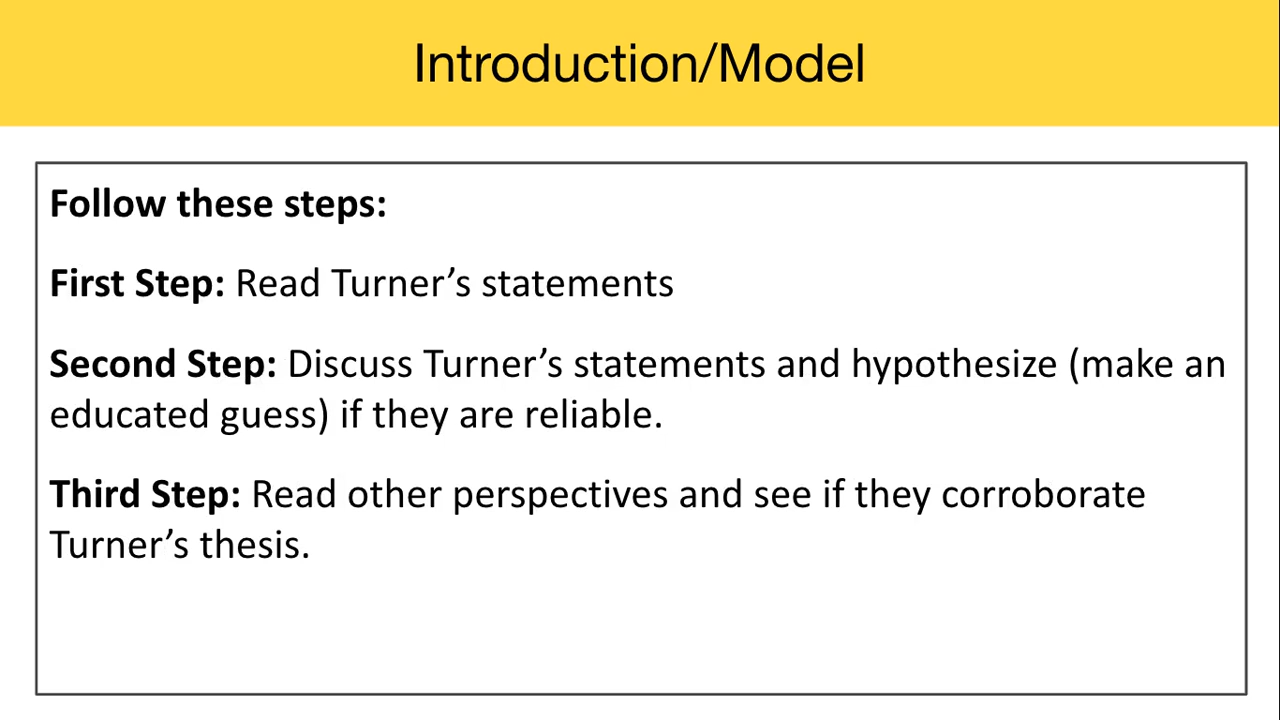 Introduction/Model
Follow these steps:
First Step: Read Turner’s statements
Second Step: Discuss Turner’s statements and hypothesize (make an
educated guess) if they are reliable.
Third Step: Read other perspectives and see if they corroborate
Turner’s thesis.